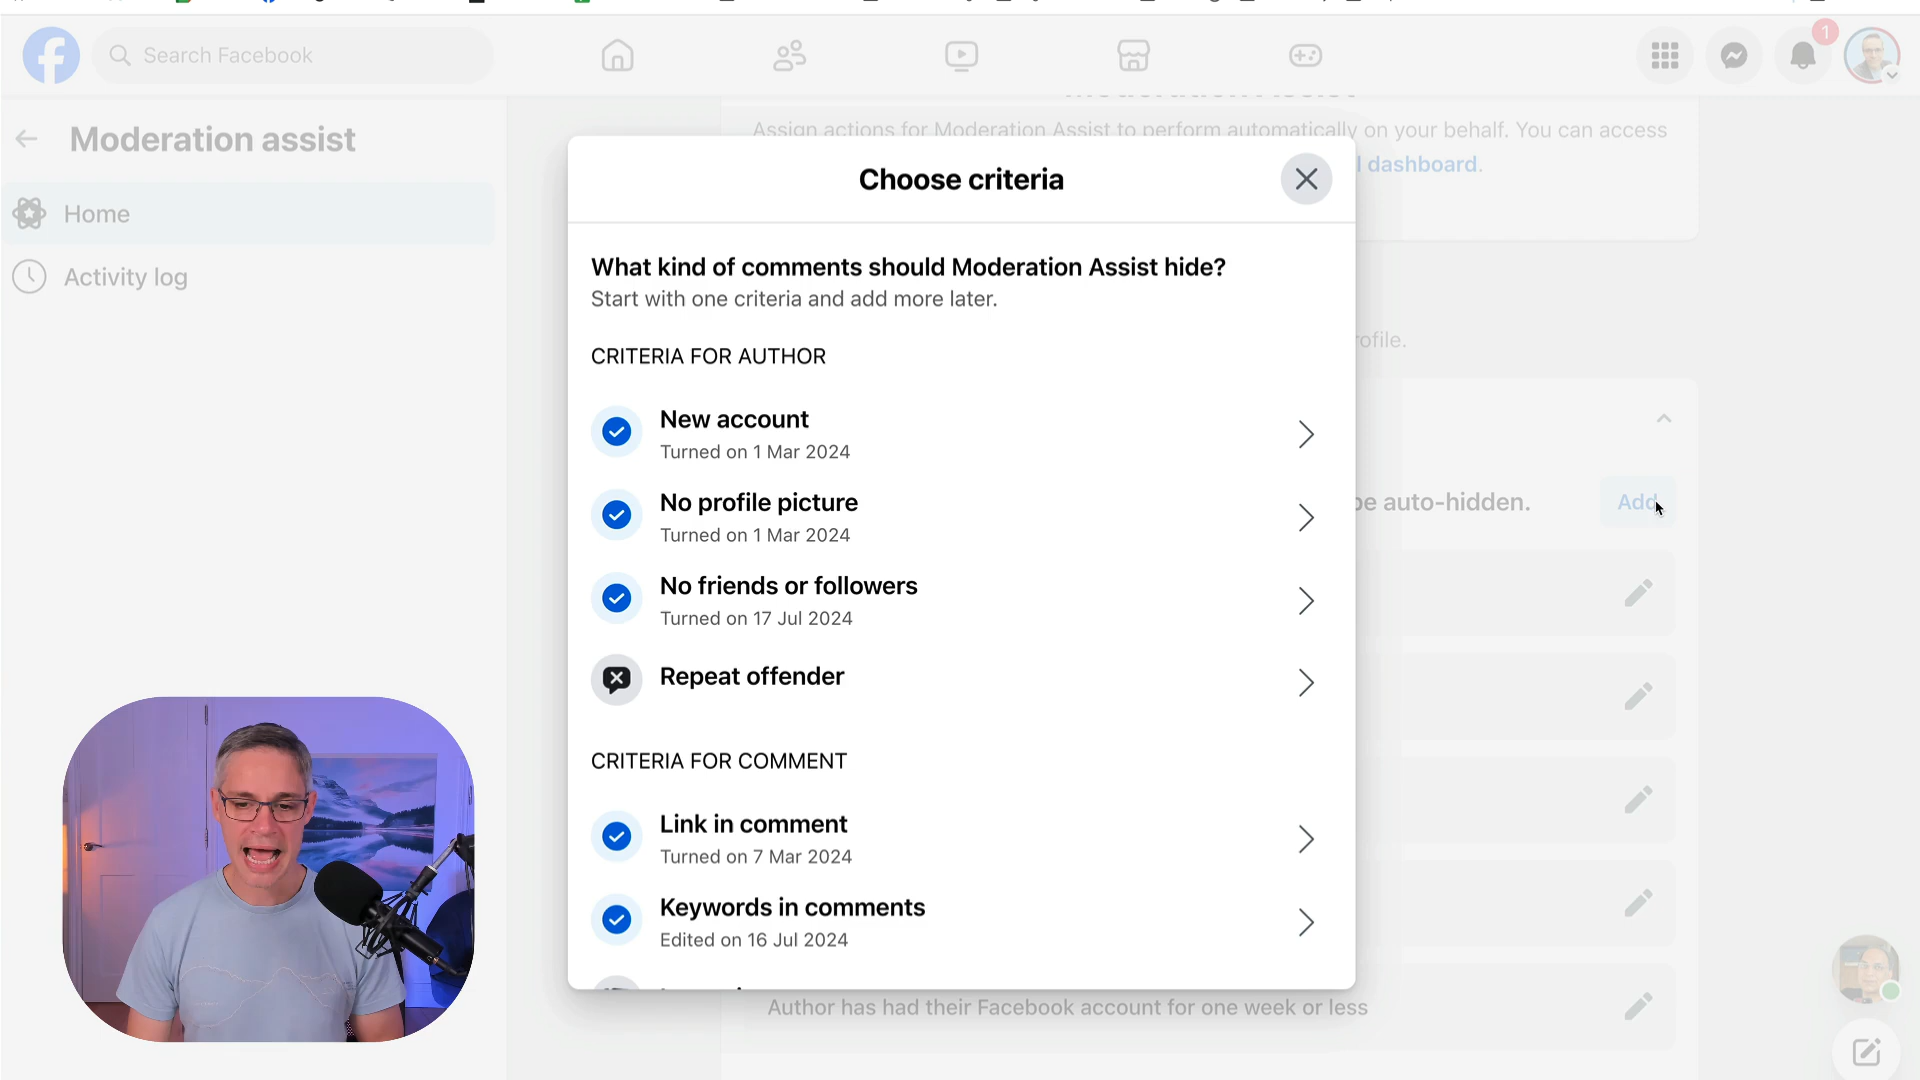 Search Facebook
1
Moderation assist
Home
Activity log
Assign actions for Moderation Assist to perform automatically on your behalf. You can access
dashboard.
Choose criteria
What kind of comments should Moderation Assist hide?
Start with one criteria and add more later.
CRITERIA FOR AUTHOR
New account
Turned on 1 Mar 2024
No profile picture
Turned on 1 Mar 2024
No friends or followers
Turned on 17 Jul 2024
Repeat offender
CRITERIA FOR COMMENT
Link in comment
Turned on 7 Mar 2024
Keywords in comments
Edited on 16 Jul 2024
ofile.
be auto-hidden.
Add
Author has had their Facebook account for one week or less